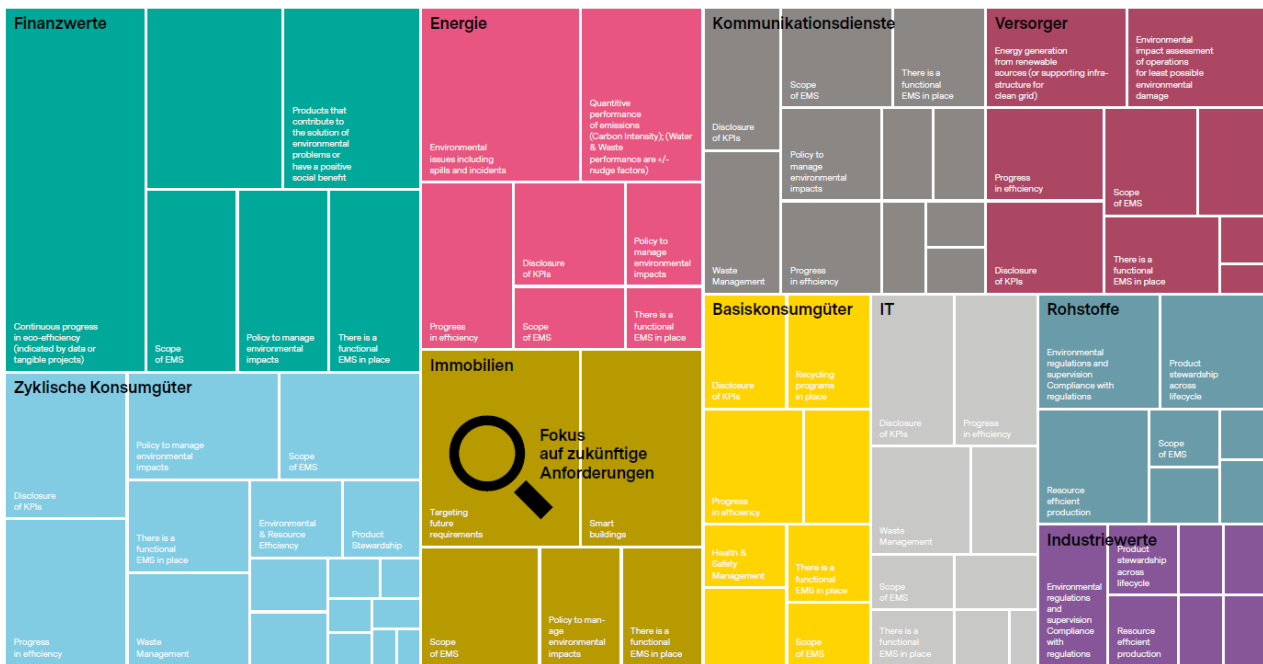 Finanzwerte
Products that
contribute to
the solution of
environmental
problems or
have a positive
social benefit
Continuous progress
in eco-efficiency
(indicated by data or
tangible projects)
Scope
of EMS
Policy to manage
environmental
impacts
There is a
functional
EMS in place
Energie
Environmental
issues including
spills and incidents
Quantitive
performance
of emissions
(Carbon Intensity); (Water
& Waste
performance are +/-
nudge factors)
Progress
in efficiency
Disclosure
of KPIs
Policy to
manage
environmental
impacts
Scope
of EMS
There is a
functional
EMS in place
Kommunikationsdienste
Disclosure
of KPIs
Scope
of EMS
There is a
functional
EMS in place
Policy to
manage
environmental
impacts
Waste
Management
Progress
in efficiency
Versorger
Energy generation
from renewable
sources (or supporting infra-
structure for
clean grid)
Environmental
impact assessment
of operations
for least possible
environmental
damage
Progress
in efficiency
Scope
of EMS
Disclosure
of KPIs
There is a
functional
EMS in place
Zyklische Konsumgüter
Disclosure
of KPIs
Policy to manage
environmental
impacts
Scope
of EMS
There is a
functional
EMS in place
Environmental
& Resource
Efficiency
Product
Stewardship
Progress
in efficiency
Waste
Management
Immobilien
Fokus
auf zukünftige
Anforderungen
Targeting
future
requirements
Smart
buildings
Scope
of EMS
Policy to man-
age
environmental
impacts
There is a
functional
EMS in place
Basiskonsumgüter
Disclosure
of KPIs
Recycling
programs
in place
Progress
in efficiency
Health &
Safety
Management
There is a
functional
EMS in place
Scope
of EMS
IT
Disclosure
of KPIs
Progress
in efficiency
Waste
Management
Scope
of EMS
There is a
functional
EMS in place
Rohstoffe
Environmental
regulations and
supervision
Compliance with
regulations
Product
stewardship
across
lifecycle
Resource
efficient
production
Scope
of EMS
Industriewerte
Environmental
regulations
and
supervision
Compliance
with
regulations
Product
stewardship
across
lifecycle
Resource
efficient
production